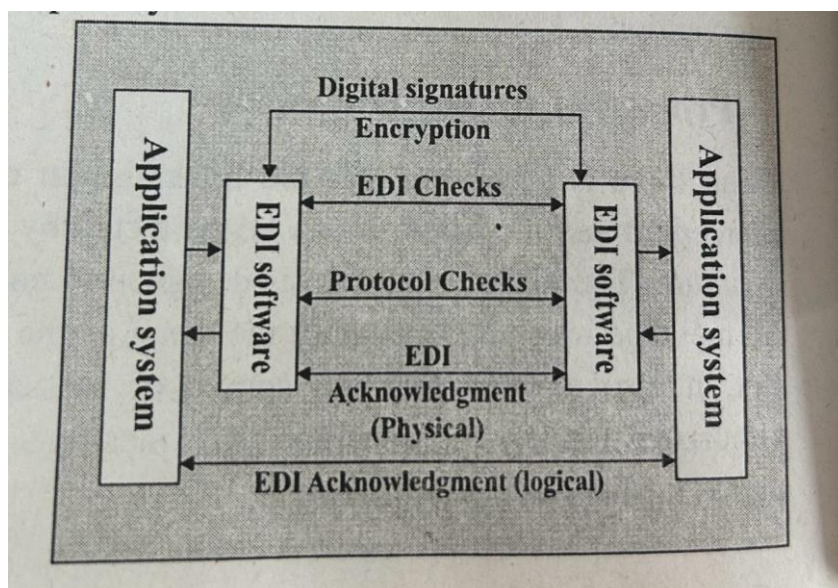 Digital signatures
Encryption
Application system
EDI software
EDI Checks
Protocol Checks
EDI
Acknowledgment
(Physical)
EDI software
Application system
EDI Acknowledgment (logical)